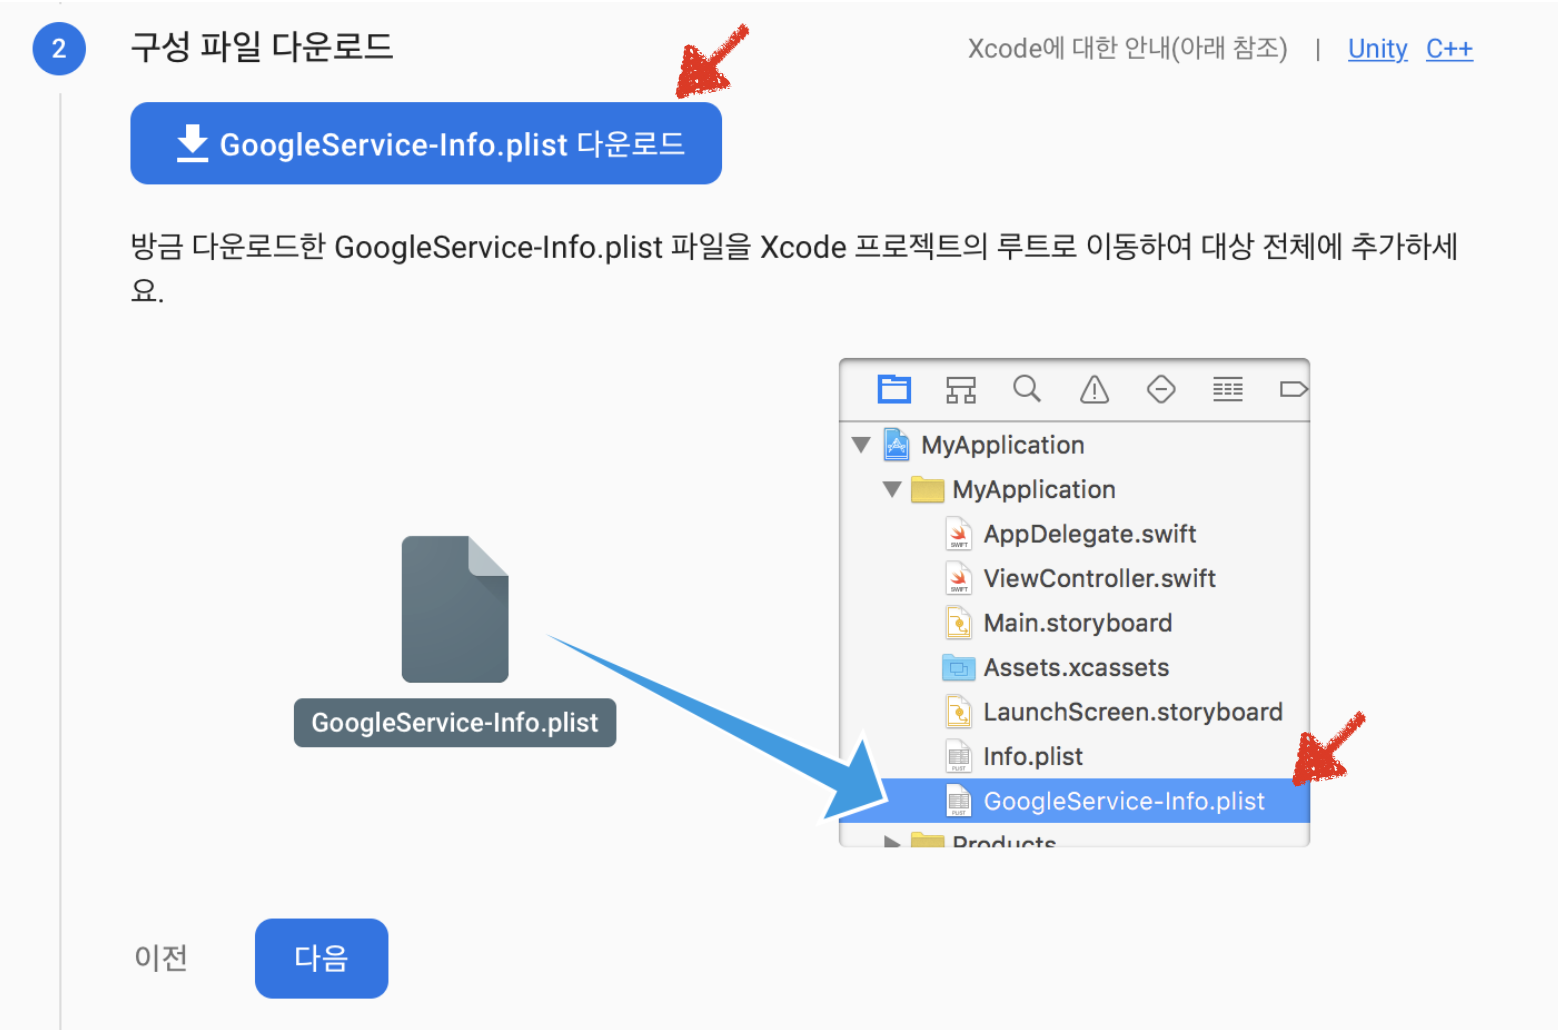 2
구성 파일 다운로드
Xcode에 대한 안내(아래 참조) | Unity C++
GoogleService-Info.plist 다운로드
방금 다운로드한 GoogleService-Info.plist 파일을 Xcode 프로젝트의 루트로 이동하여 대상 전체에 추가하세
요.
GoogleService-Info.plist
MyApplication
MyApplication
SWIFT AppDelegate.swift
SWIFT ViewController.swift
Main.storyboard
Assets.xcassets
LaunchScreen.storyboard
PLIST Info.plist
PLIST GoogleService-Info.plist
Products
이전
다음